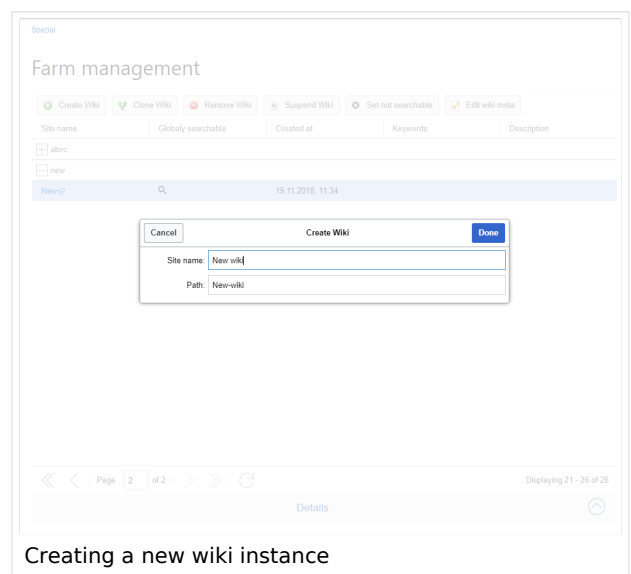 Spezial
Farm management
Create Wiki Clone Wiki Remove Wiki Suspend Wiki Set not searchable Edit wiki meta
Site name Globaly searchable Created at Keywords Description
abvc
new
New 19.11.2018, 11:34
Cancel Create Wiki Done
Site name: New wiki
Path: New-wiki
Page 2 of 2 Displaying 21 - 26 of 26
Details
Creating a new wiki instance